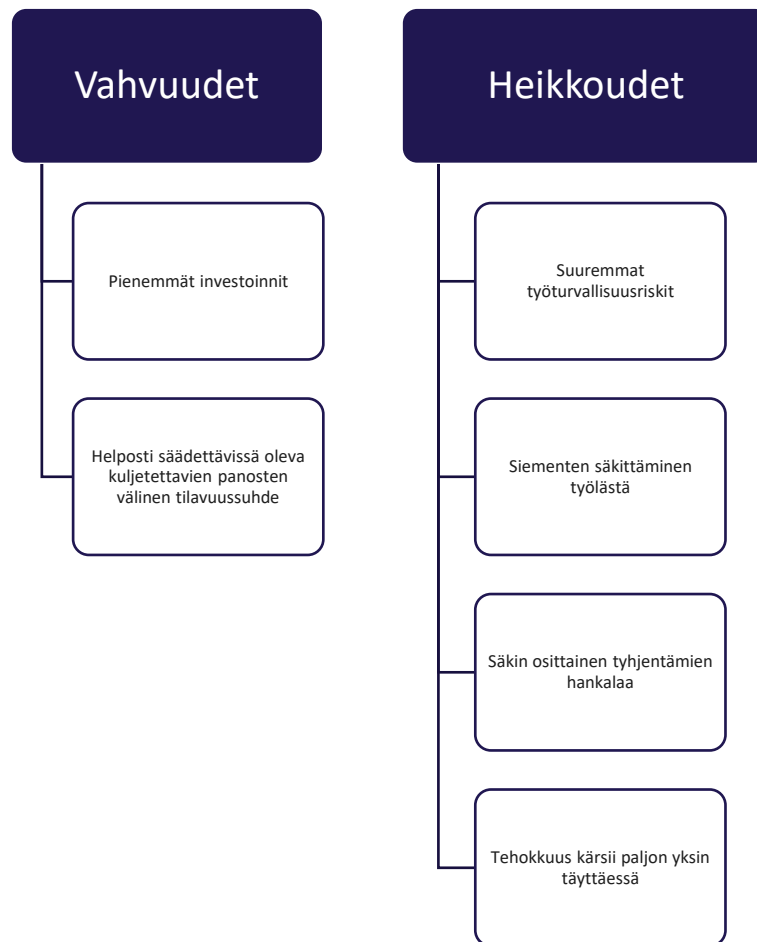 Vahvuudet
Pienemmät investoinnit
Helposti säädettävissä oleva
kuljetettavien panosten
välinen tilavuussuhde
Heikkoudet
Suuremmat
työturvallisuusriskit
Siementen säkittäminen
työlästä
Säkin osittainen tyhjentämien
hankalaa
Tehokkuus kärsii paljon yksin
täyttäessä